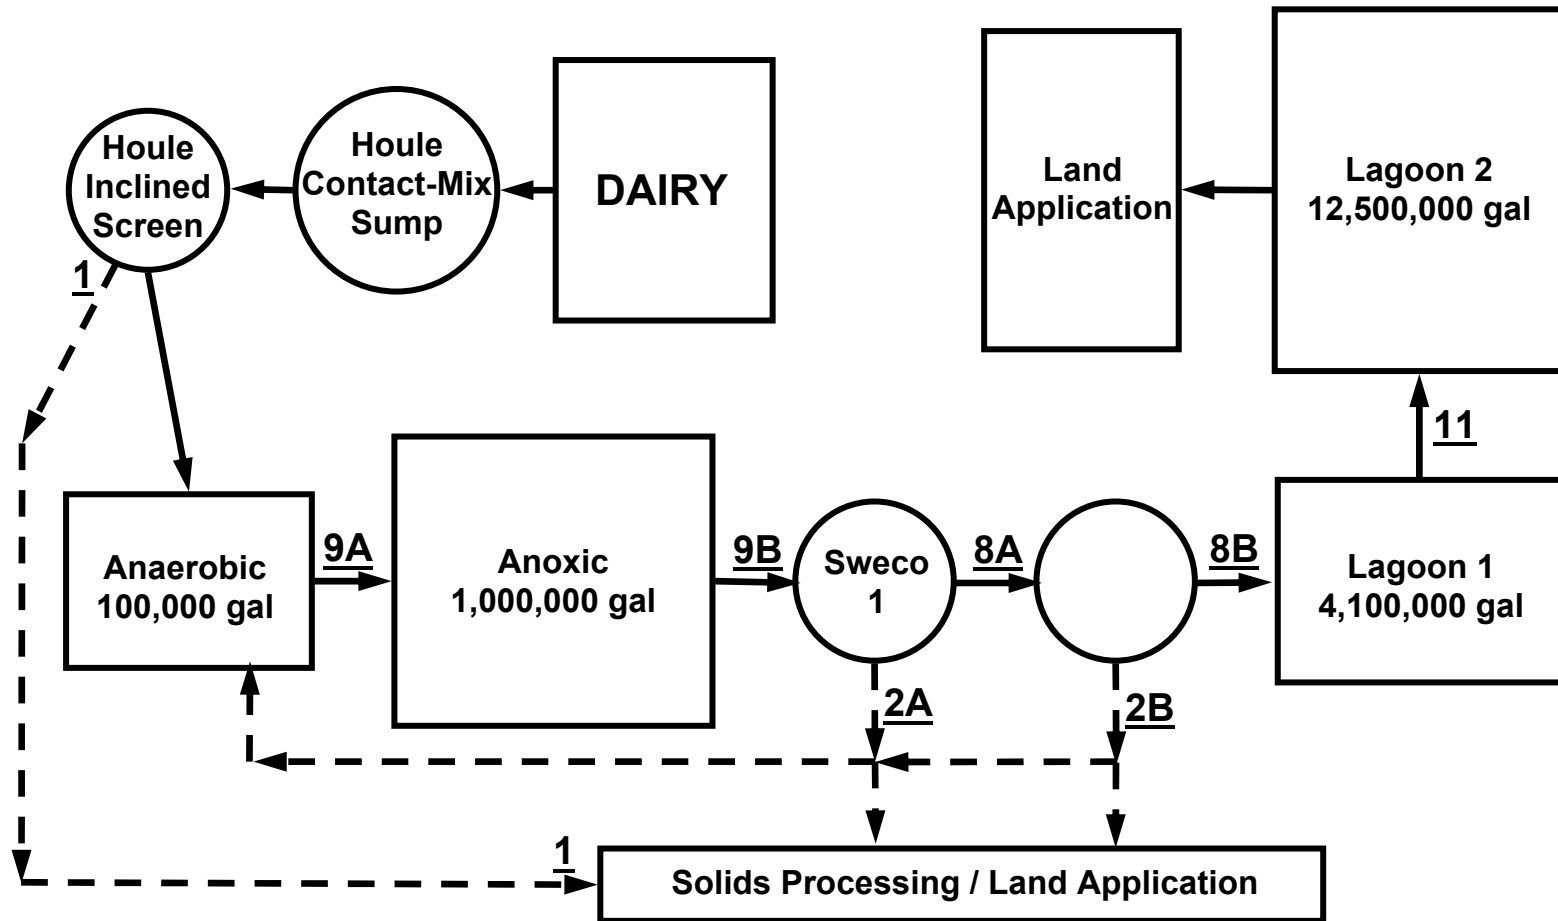 Houle
Inclined
Screen
Houle
Contact-Mix
Sump
DAIRY
Land
Application
Lagoon 2
12,500,000 gal
1
11
Anaerobic
100,000 gal
9A
Anoxic
1,000,000 gal
9B
Sweco
1
8A
8B
Lagoon 1
4,100,000 gal
2A
2B
1
Solids Processing / Land Application